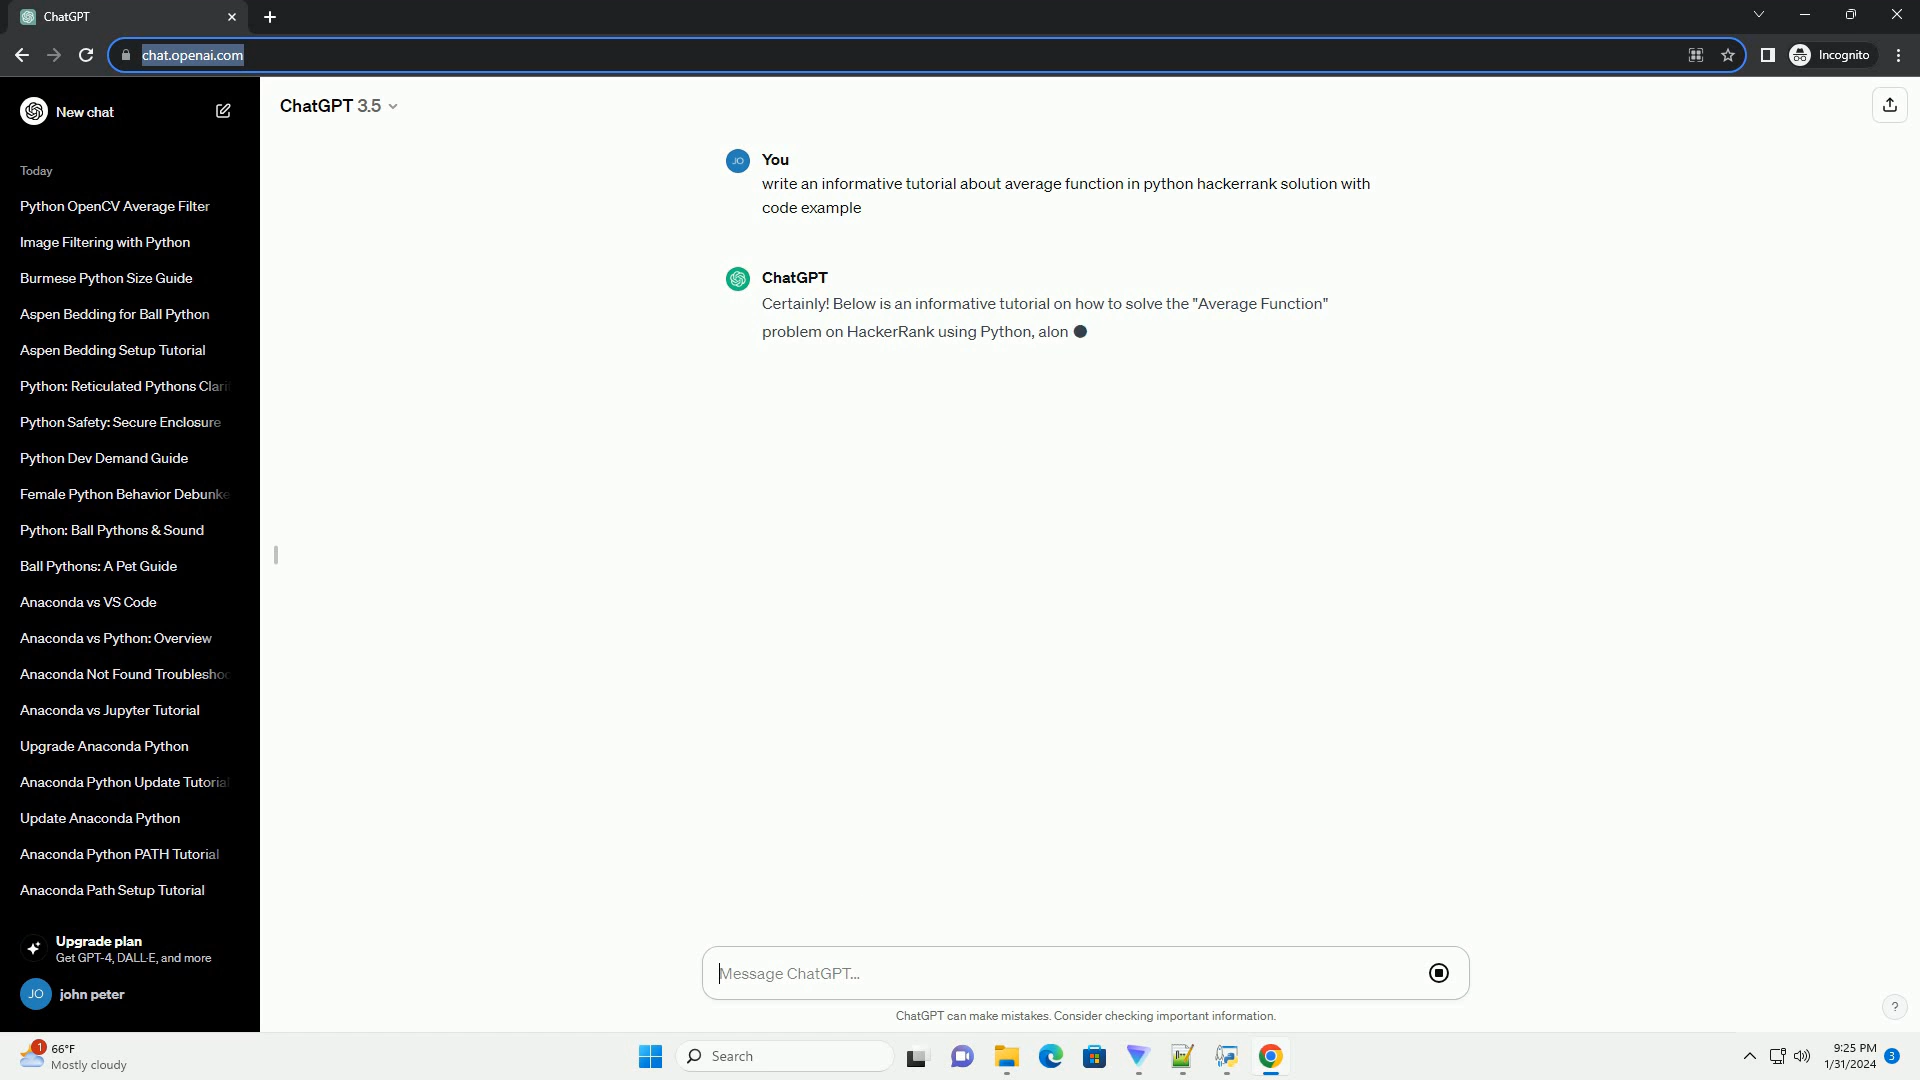 ChatGPT
chat.openai.com
Incognito
New chat
ChatGPT 3.5
Today
Python OpenCV Average Filter
Image Filtering with Python
Burmese Python Size Guide
Aspen Bedding for Ball Python
Aspen Bedding Setup Tutorial
Python: Reticulated Pythons Clari
Python Safety: Secure Enclosure
Python Dev Demand Guide
Female Python Behavior Debunke
Python: Ball Pythons & Sound
Ball Pythons: A Pet Guide
Anaconda vs VS Code
Anaconda vs Python: Overview
Anaconda Not Found Troubleshoo
Anaconda vs Jupyter Tutorial
Upgrade Anaconda Python
Anaconda Python Update Tutorial
Update Anaconda Python
Anaconda Python PATH Tutorial
Anaconda Path Setup Tutorial
Upgrade plan
Get GPT-4, DALL·E, and more
JO
john peter
JO
You
write an informative tutorial about average function in python hackerrank solution with
code example
ChatGPT
Certainly! Below is an informative tutorial on how to solve the "Average Function"
problem on HackerRank using Python, alon
Message ChatGPT...
ChatGPT can make mistakes. Consider checking important information.
?
1
66°F
Mostly cloudy
Search
9:25 PM
1/31/2024
3